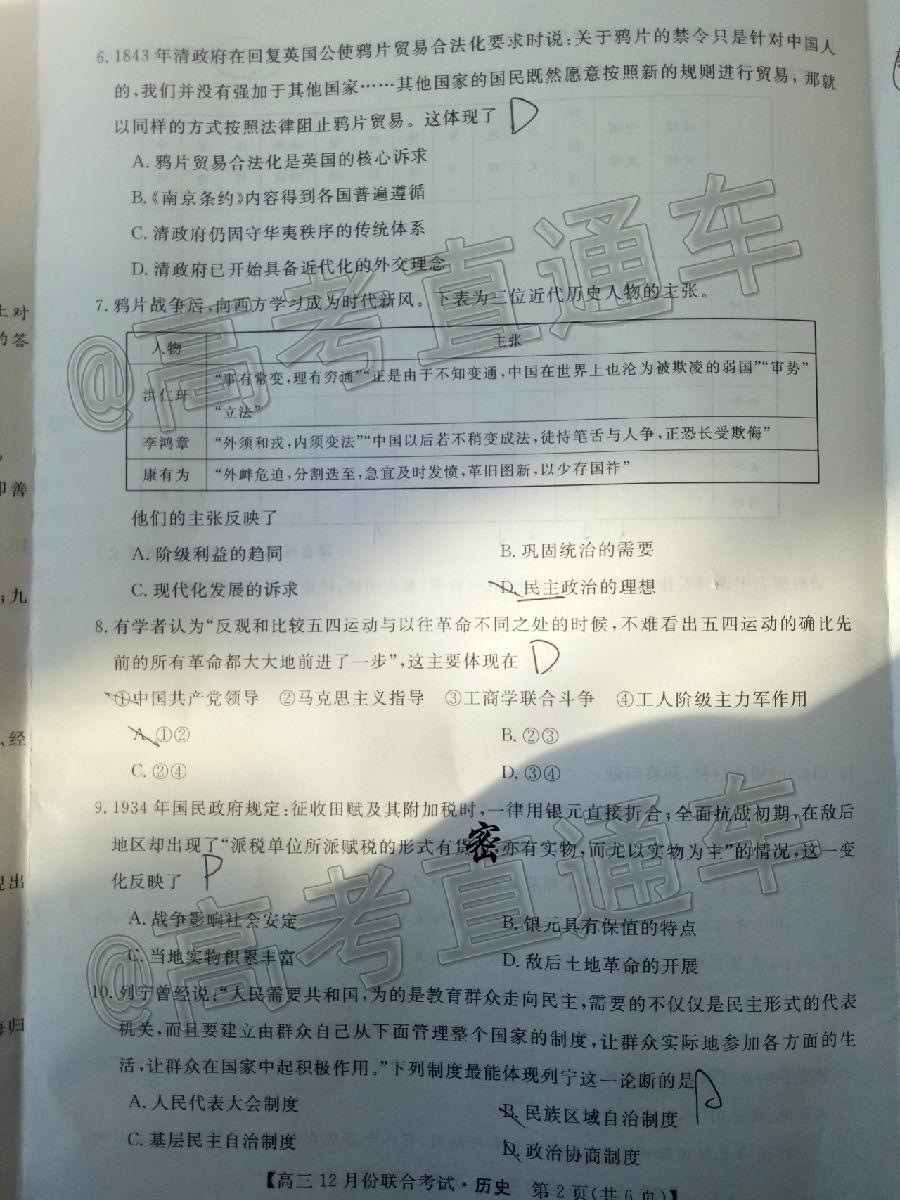 6. 1843年清政府在回复英国公使鸦片贸易合法化要求时说:关于鸦片的禁令只是针对中国人
的,我们并没有强加于其他国家……其他国家的国民既然愿意按照新的规则进行贸易,那就
以同样的方式按照法律阻止鸦片贸易。这体现了 D
A. 鸦片贸易合法化是英国的核心诉求
B.《南京条约》内容得到各国普遍遵循
C. 清政府仍固守华夷秩序的传统体系
D. 清政府已开始具备近代化的外交理念
7. 鸦片战争后,向西方学习成为时代新风。下表为三位近代历史人物的主张。
人物 主张
洪仁玕 “事有常变,理有穷通”“正是由于不知变通,中国在世界上也沦为被欺凌的弱国”“审势”
“立法”
李鸿章 “外须和戎,内须变法”“中国以后若不稍变成法,徒恃笔舌与人争,正恐长受欺侮”
康有为 “外衅危迫,分割迭至,急宜及时发愤,革旧图新,以少存国祚”
他们的主张反映了
A. 阶级利益的趋同 B. 巩固统治的需要
C. 现代化发展的诉求 D. 民主政治的理想
8. 有学者认为“反观和比较五四运动与以往革命不同之处的时候,不难看出五四运动的确比先
前的所有革命都大大地前进了一步”,这主要体现在 D
①中国共产党领导 ②马克思主义指导 ③工商学联合斗争 ④工人阶级主力军作用
A. ①② B. ②③
C. ②④ D. ③④
9. 1934年国民政府规定:征收田赋及其附加税时,一律用银元直接折合;全面抗战初期,在敌后
地区却出现了“派税单位所派赋税的形式有货 密 亦有实物,而尤以实物为主”的情况,这一变
化反映了
A. 战争影响社会安定 B. 银元具有保值的特点
C. 当地实物积累丰富 D. 敌后土地革命的开展
10. 列宁曾经说:“人民需要共和国,为的是教育群众走向民主,需要的不仅仅是民主形式的代表
机关,而且要建立由群众自己从下面管理整个国家的制度,让群众实际地参加各方面的生
活,让群众在国家中起积极作用。”下列制度最能体现列宁这一论断的是
A. 人民代表大会制度 B. 民族区域自治制度
C. 基层民主自治制度 D. 政治协商制度
【高三12月份联合考试·历史 第2页(共6页)】
@高考直通车
@高考直通车
上对
的答
即善
;九
、经
现出
每归